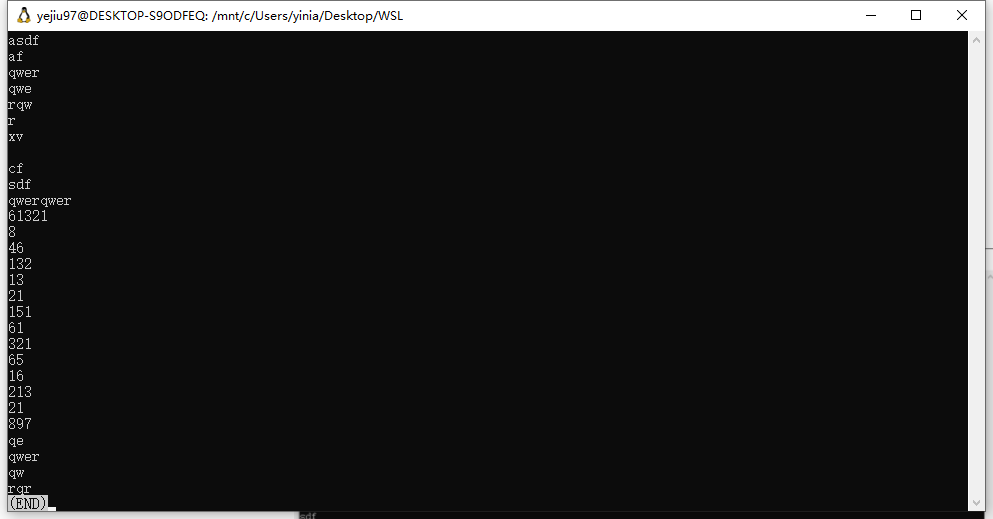 yejiu97@DESKTOP-S9ODFEQ: /mnt/c/Users/yinia/Desktop/WSL
asdf
af
qwer
qwe
rqw
r
xv

cf
sdf
qwerqwer
61321
8
46
132
13
21
151
61
321
65
16
213
21
897
qe
qwer
qw
rqr
(END)
sdf